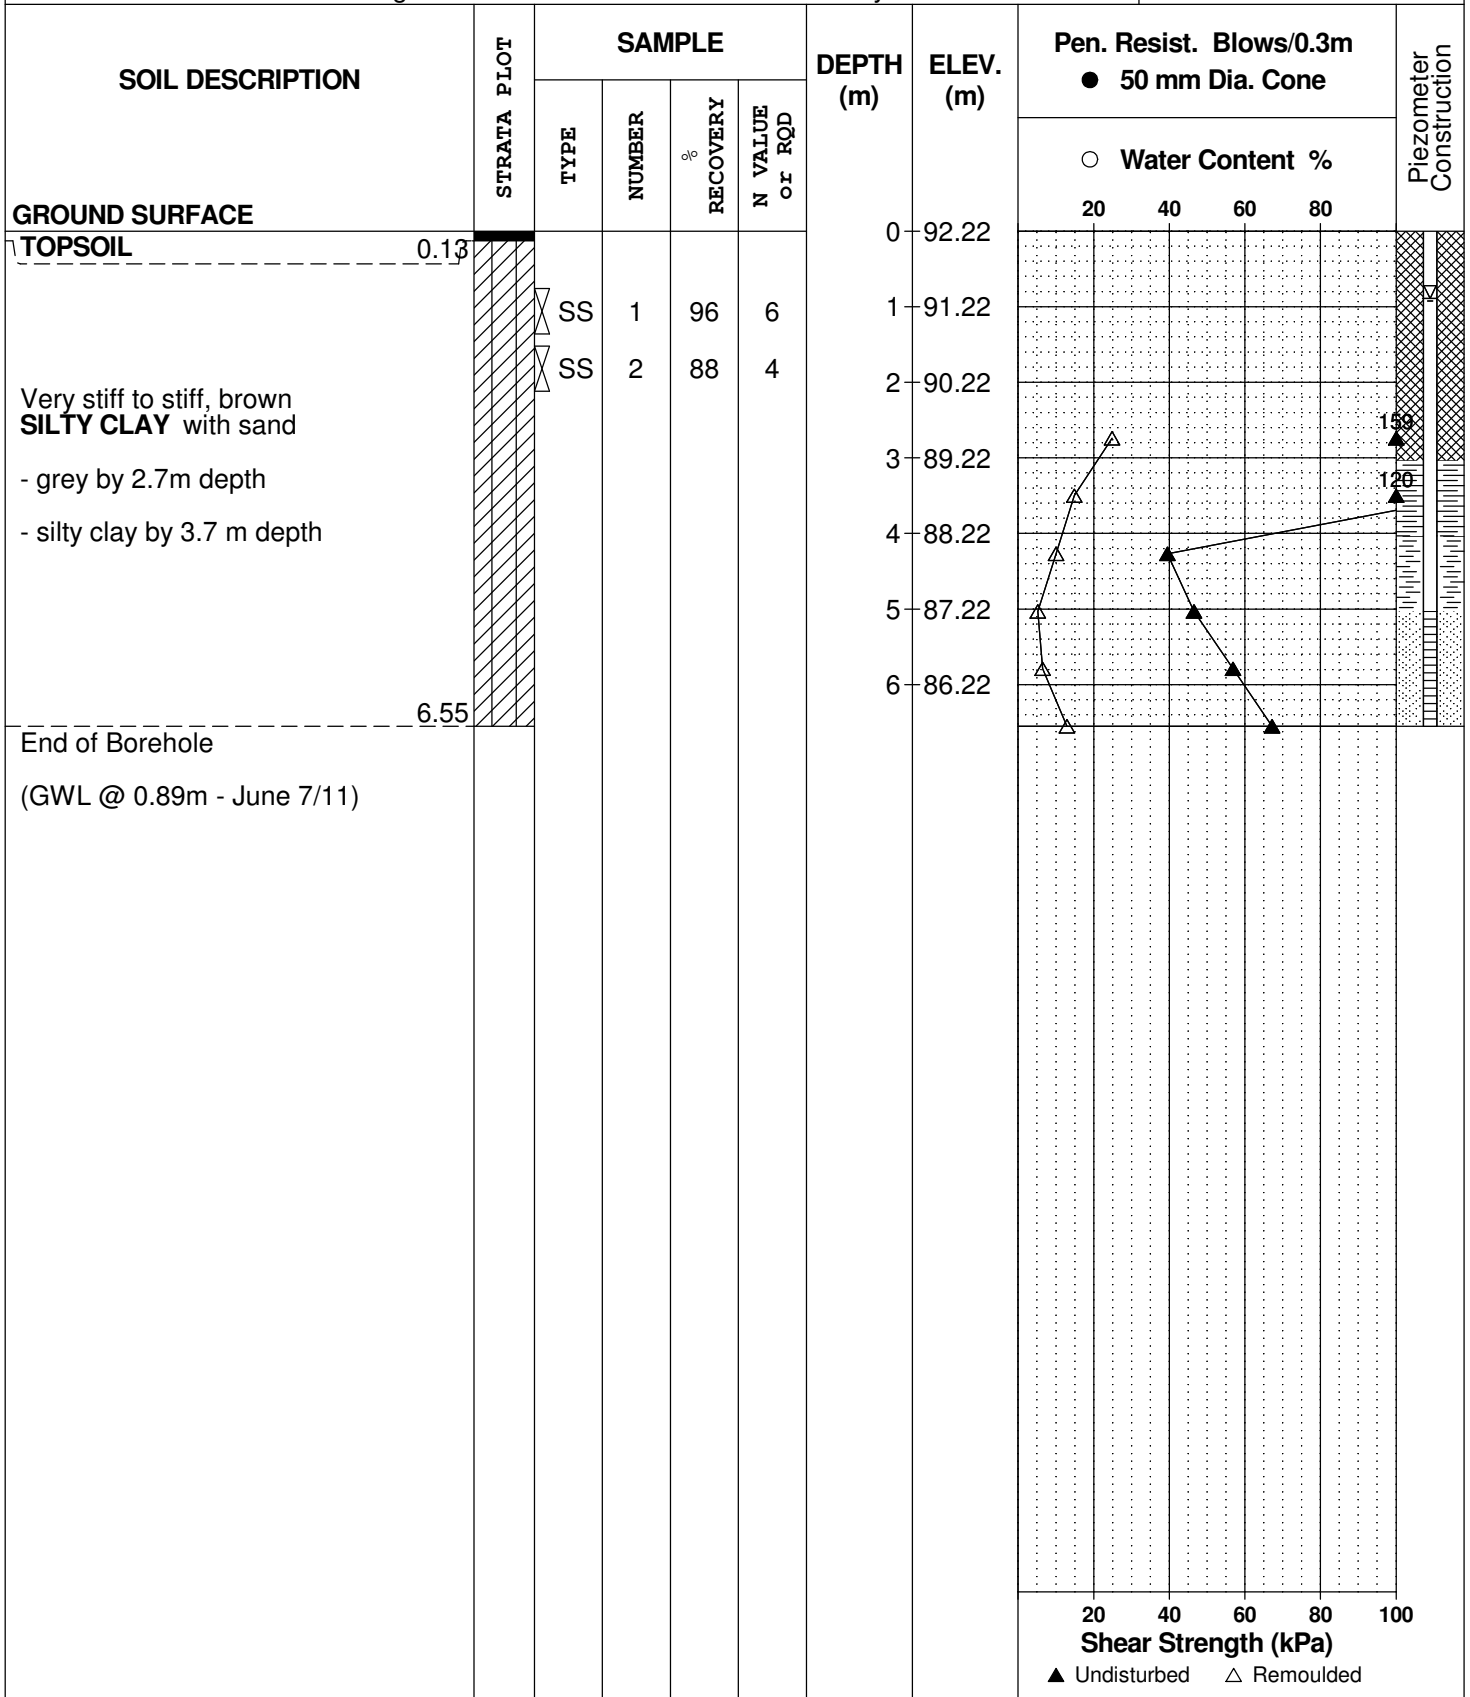 SOIL DESCRIPTION
STRATA PLOT
SAMPLE
TYPE
NUMBER
% RECOVERY
N VALUE
or RQD
DEPTH
(m)
ELEV.
(m)
Pen. Resist. Blows/0.3m
● 50 mm Dia. Cone
○ Water Content %
20 40 60 80
Piezometer
Construction
GROUND SURFACE
0 92.22
TOPSOIL 0.13
SS 1 96 6
1 91.22
SS 2 88 4
2 90.22
Very stiff to stiff, brown
SILTY CLAY with sand
159
3 89.22
- grey by 2.7m depth
120
- silty clay by 3.7 m depth
4 88.22
5 87.22
6 86.22
6.55
End of Borehole
(GWL @ 0.89m - June 7/11)
20 40 60 80 100
Shear Strength (kPa)
▲ Undisturbed △ Remoulded